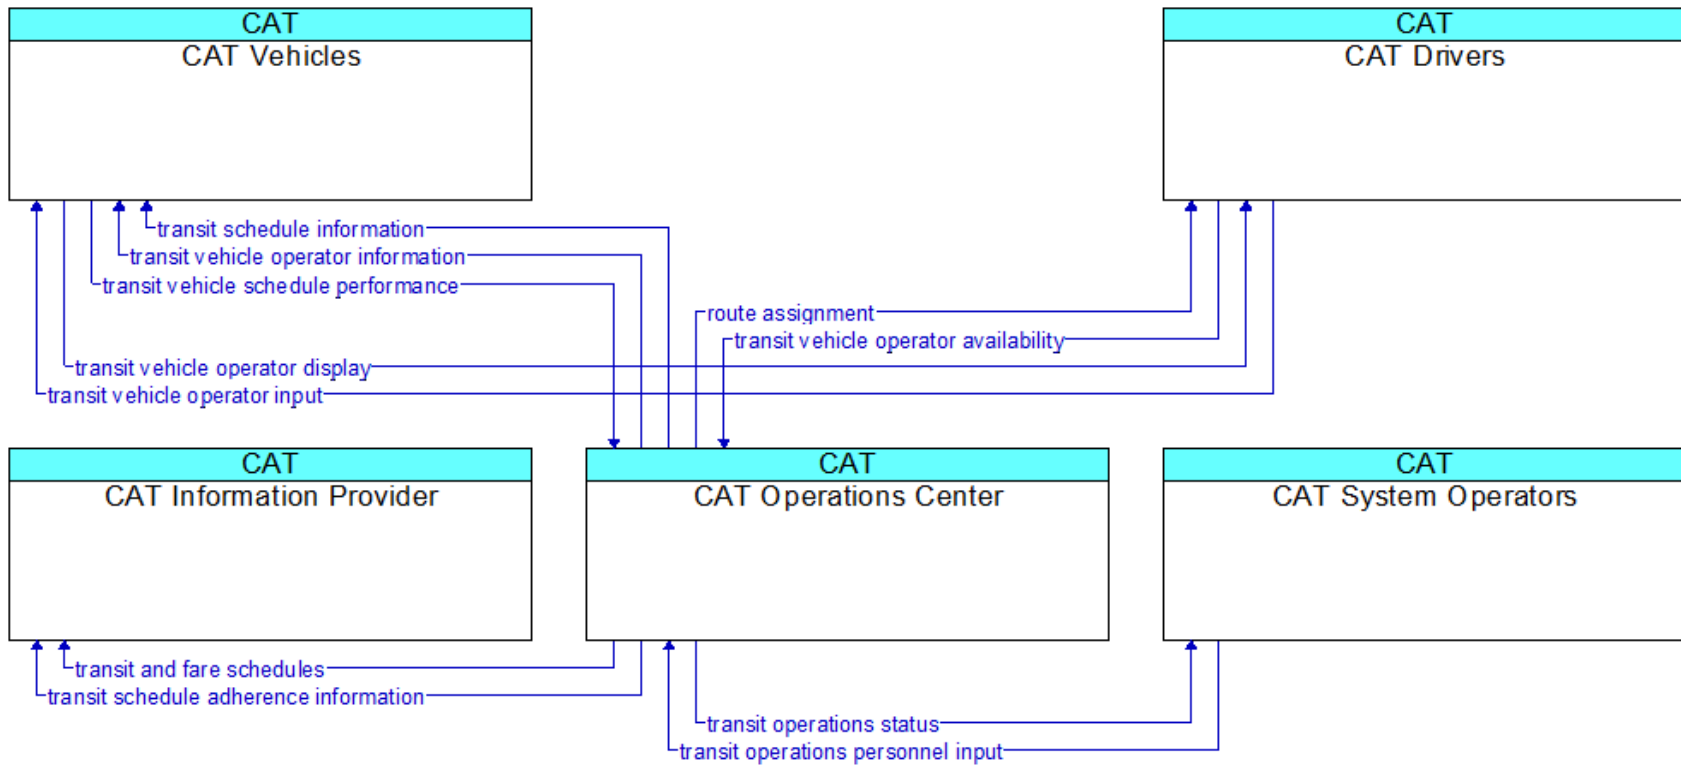 CAT
CAT Vehicles
CAT
CAT Drivers
transit schedule information
transit vehicle operator information
transit vehicle schedule performance
route assignment
transit vehicle operator availability
transit vehicle operator display
transit vehicle operator input
CAT
CAT Information Provider
CAT
CAT Operations Center
CAT
CAT System Operators
transit and fare schedules
transit schedule adherence information
transit operations status
transit operations personnel input